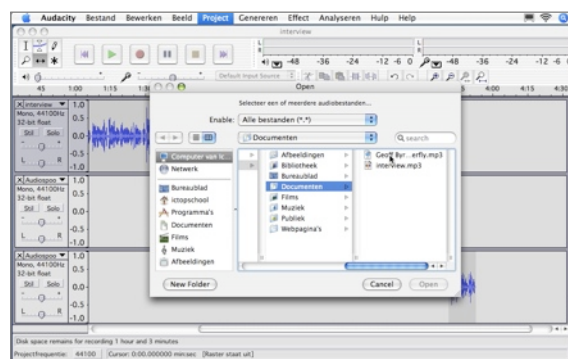 Audacity Bestand Bewerken Beeld Project Genereren Effect Analyseren Hulp Help
interview
L
R
-48 -36 -24 -12 -6 0
-48 -36 -24 -12 -6
Default Input Source
45 1:00 1:15
4:00 4:15
Open
Selecteer een of meerdere audiobestanden...
Enable: Alle bestanden (*.*)
Documenten
search
Computer van
Netwerk
Bureaublad
ictopschool
Programma's
Documenten
Films
Muziek
Afbeeldingen
Afbeeldingen
Bibliotheek
Bureaublad
Documenten
Films
Muziek
Publiek
Webpagina's
interview.mp3
New Folder
Cancel
Open
X interview
Mono, 44100Hz
32-bit float
Stil Solo
L R
1.0
0.5
0.0
-0.5
-1.0
X Audiospoo
Mono, 44100Hz
32-bit float
Stil Solo
L R
1.0
0.5
0.0
-0.5
-1.0
X Audiospoo
Mono, 44100Hz
32-bit float
Stil Solo
L R
1.0
0.5
0.0
-0.5
-1.0
Disk space remains for recording 1 hour and 3 minutes
Projectfrequentie: 44100 Cursor: 0:00.000000 min:sec [Raster staat uit]